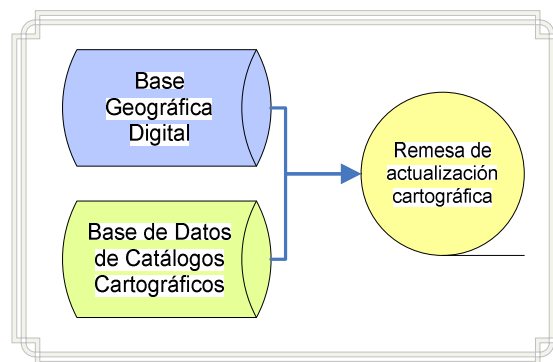 Base
Geográfica
Digital
Base de Datos
de Catálogos
Cartográficos
Remesa de
actualización
cartográfica